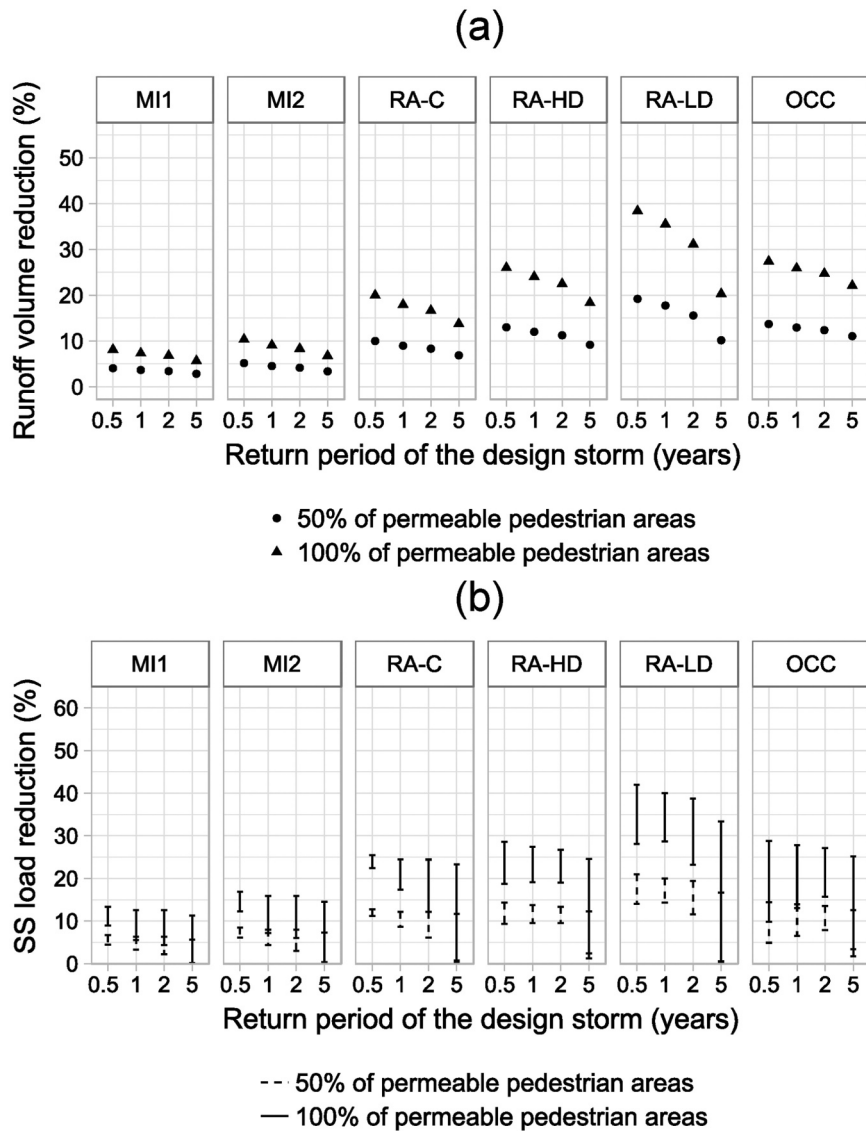 (a)
MI1 MI2 RA-C RA-HD RA-LD OCC
Runoff volume reduction (%)
50
40
30
20
10
0
0.5 1 2 5 0.5 1 2 5 0.5 1 2 5 0.5 1 2 5 0.5 1 2 5 0.5 1 2 5
Return period of the design storm (years)
50% of permeable pedestrian areas
100% of permeable pedestrian areas
(b)
MI1 MI2 RA-C RA-HD RA-LD OCC
SS load reduction (%)
60
50
40
30
20
10
0
0.5 1 2 5 0.5 1 2 5 0.5 1 2 5 0.5 1 2 5 0.5 1 2 5 0.5 1 2 5
Return period of the design storm (years)
50% of permeable pedestrian areas
100% of permeable pedestrian areas